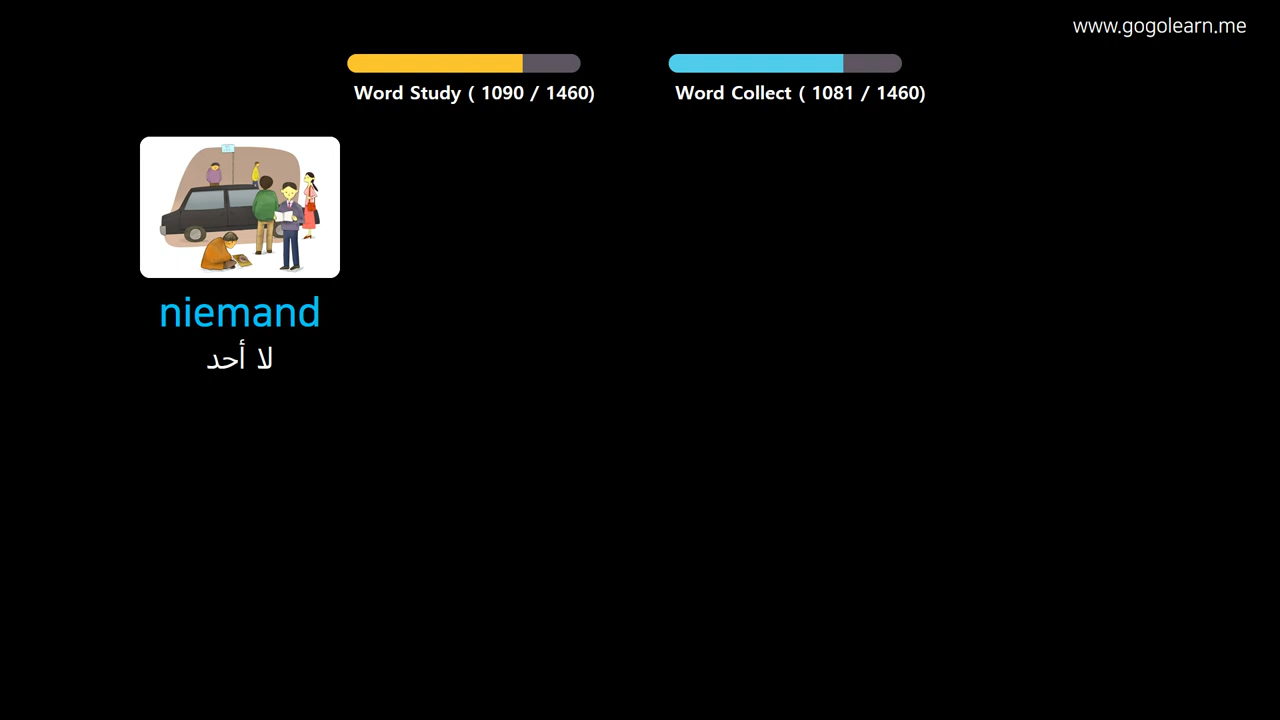 www.gogolearn.me
Word Study ( 1090 / 1460)
Word Collect ( 1081 / 1460)
niemand
لا أحد